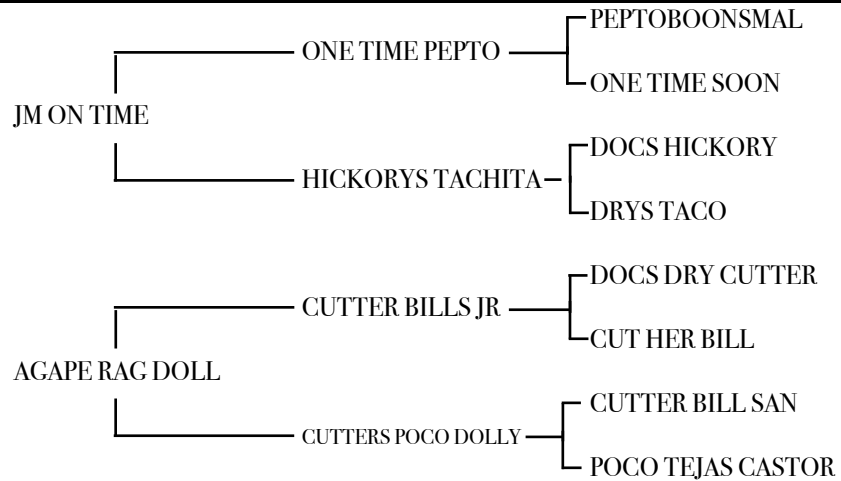 PEPTOBOONSMAL
ONE TIME PEPTO
ONE TIME SOON
JM ON TIME
DOCS HICKORY
HICKORYS TACHITA
DRYS TACO
DOCS DRY CUTTER
CUTTER BILLS JR
CUT HER BILL
AGAPE RAG DOLL
CUTTER BILL SAN
CUTTERS POCO DOLLY
POCO TEJAS CASTOR